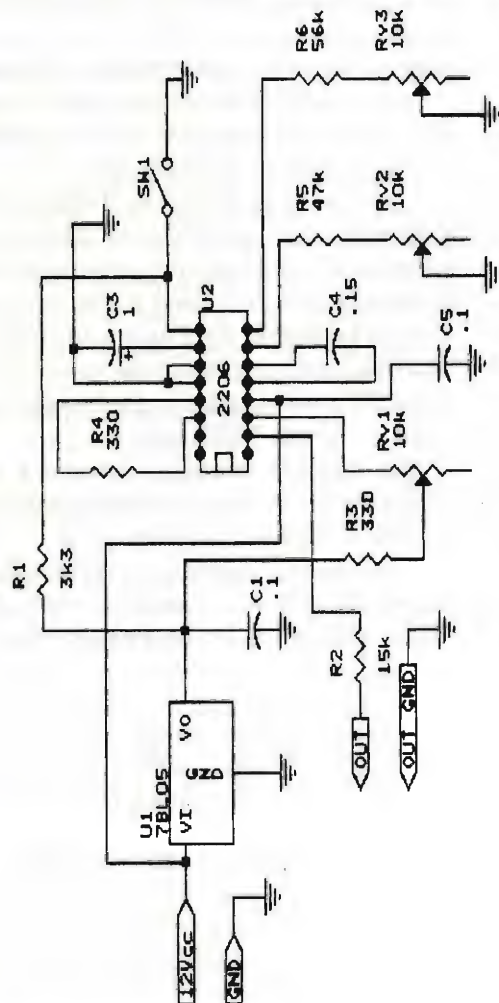 R1
3k3
SW1
C3
1
+
R4
330
U2
2206
U1
78L05
VI
VO
GND
12Vcc
GND
C1
.1
R3
330
R2
15k
OUT
OUT GND
Rv1
10k
C4
.15
C5
.1
R5
47k
Rv2
10k
R6
56k
Rv3
10k